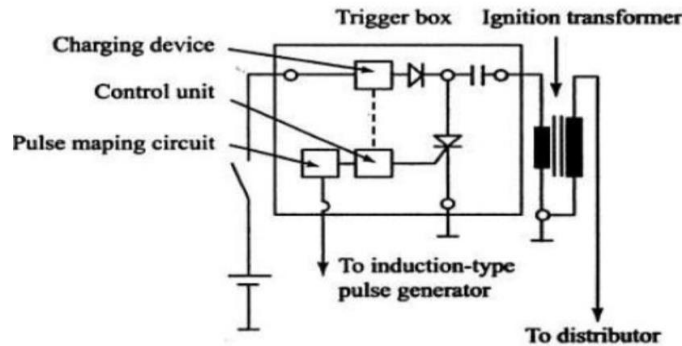 Trigger box
Ignition transformer
Charging device
Control unit
Pulse maping circuit
To induction-type
pulse generator
To distributor